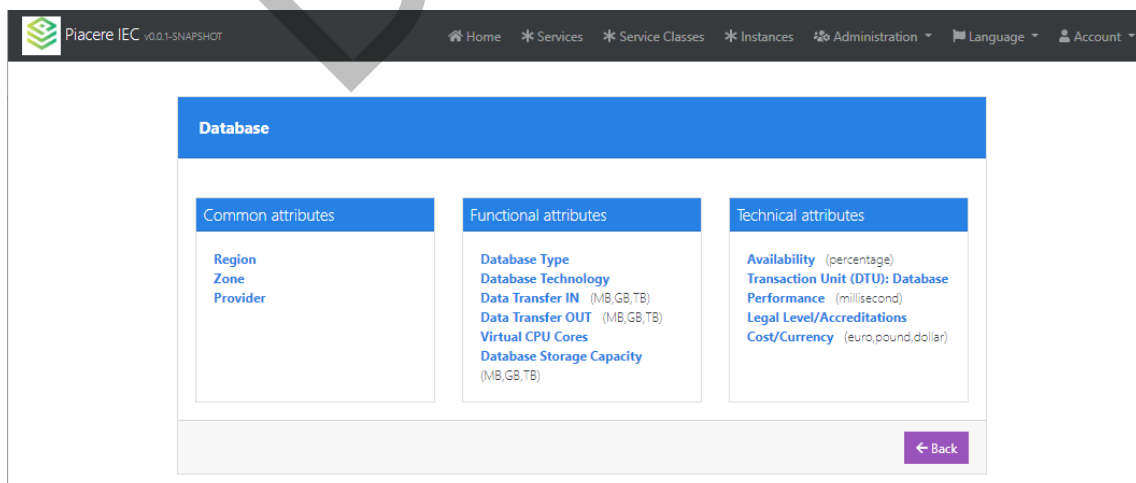 Piacere IEC v0.0.1-SNAPSHOT Home Services Service Classes Instances Administration Language Account
Database
Common attributes
Region
Zone
Provider
Functional attributes
Database Type
Database Technology
Data Transfer IN (MB,GB,TB)
Data Transfer OUT (MB,GB,TB)
Virtual CPU Cores
Database Storage Capacity
(MB,GB,TB)
Technical attributes
Availability (percentage)
Transaction Unit (DTU): Database
Performance (millisecond)
Legal Level/Accreditations
Cost/Currency (euro,pound,dollar)
Back